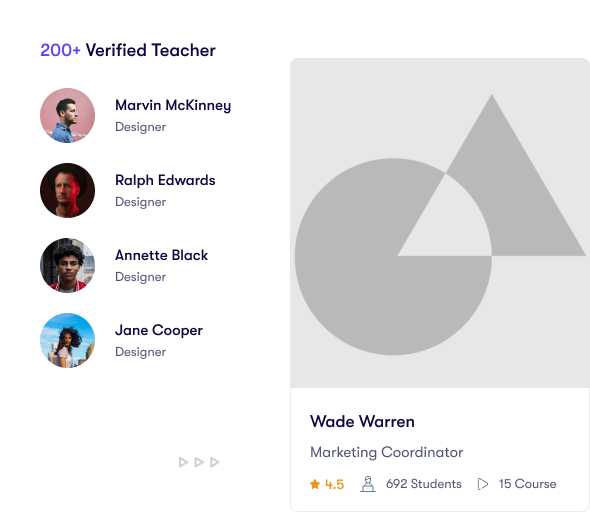 200+ Verified Teacher
Marvin McKinney
Designer
Ralph Edwards
Designer
Annette Black
Designer
Jane Cooper
Designer
Wade Warren
Marketing Coordinator
4.5 692 Students 15 Course